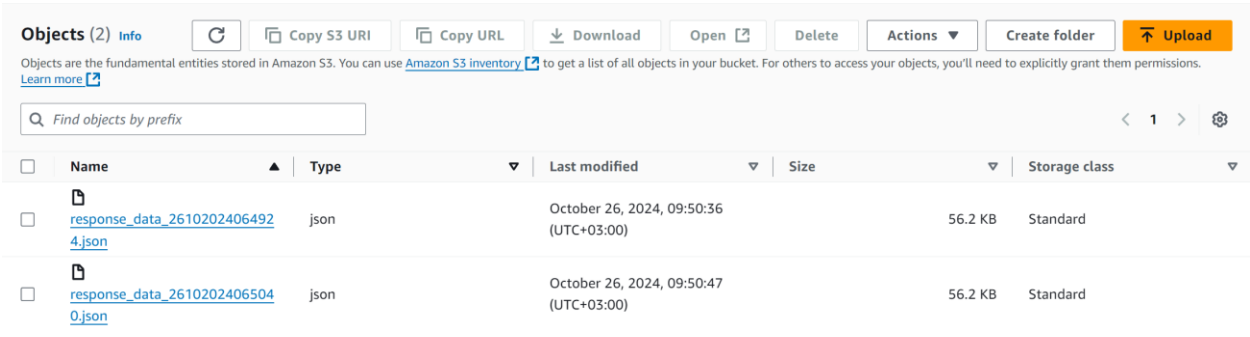 Objects (2) Info
Copy S3 URI
Copy URL
Download
Open
Delete
Actions
Create folder
Upload
Objects are the fundamental entities stored in Amazon S3. You can use Amazon S3 inventory to get a list of all objects in your bucket. For others to access your objects, you'll need to explicitly grant them permissions.
Learn more
Find objects by prefix
1
Name Type Last modified Size Storage class
response_data_2610202406492
4.json
json
October 26, 2024, 09:50:36
(UTC+03:00)
56.2 KB
Standard
response_data_2610202406504
0.json
json
October 26, 2024, 09:50:47
(UTC+03:00)
56.2 KB
Standard